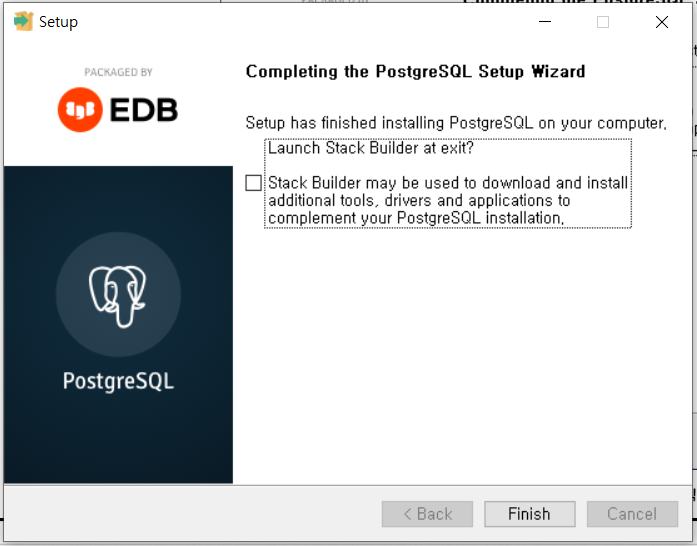 Setup
PACKAGED BY
EDB
PostgreSQL
Completing the PostgreSQL Setup Wizard
Setup has finished installing PostgreSQL on your computer.
Launch Stack Builder at exit?
Stack Builder may be used to download and install
additional tools, drivers and applications to
complement your PostgreSQL installation.
< Back
Finish
Cancel